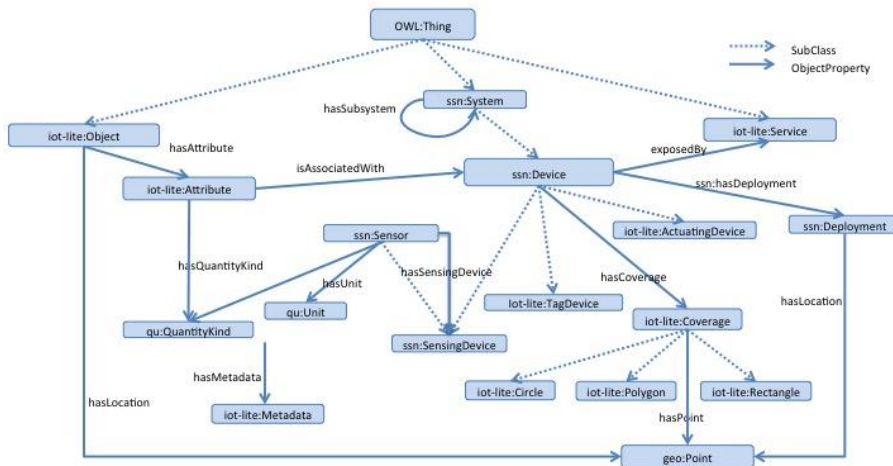 OWL:Thing
SubClass
ObjectProperty
hasSubsystem
ssn:System
iot-lite:Object
iot-lite:Service
hasAttribute
exposedBy
isAssociatedWith
ssn:Device
iot-lite:Attribute
ssn:hasDeployment
ssn:Sensor
iot-lite:ActuatingDevice
ssn:Deployment
hasQuantityKind
hasUnit
hasSensingDevice
hasCoverage
qu:Unit
Iot-lite:TagDevice
hasLocation
qu:QuantityKind
ssn:SensingDevice
iot-lite:Coverage
hasMetadata
iot-lite:Circle
iot-lite:Polygon
iot-lite:Rectangle
hasLocation
iot-lite:Metadata
hasPoint
geo:Point